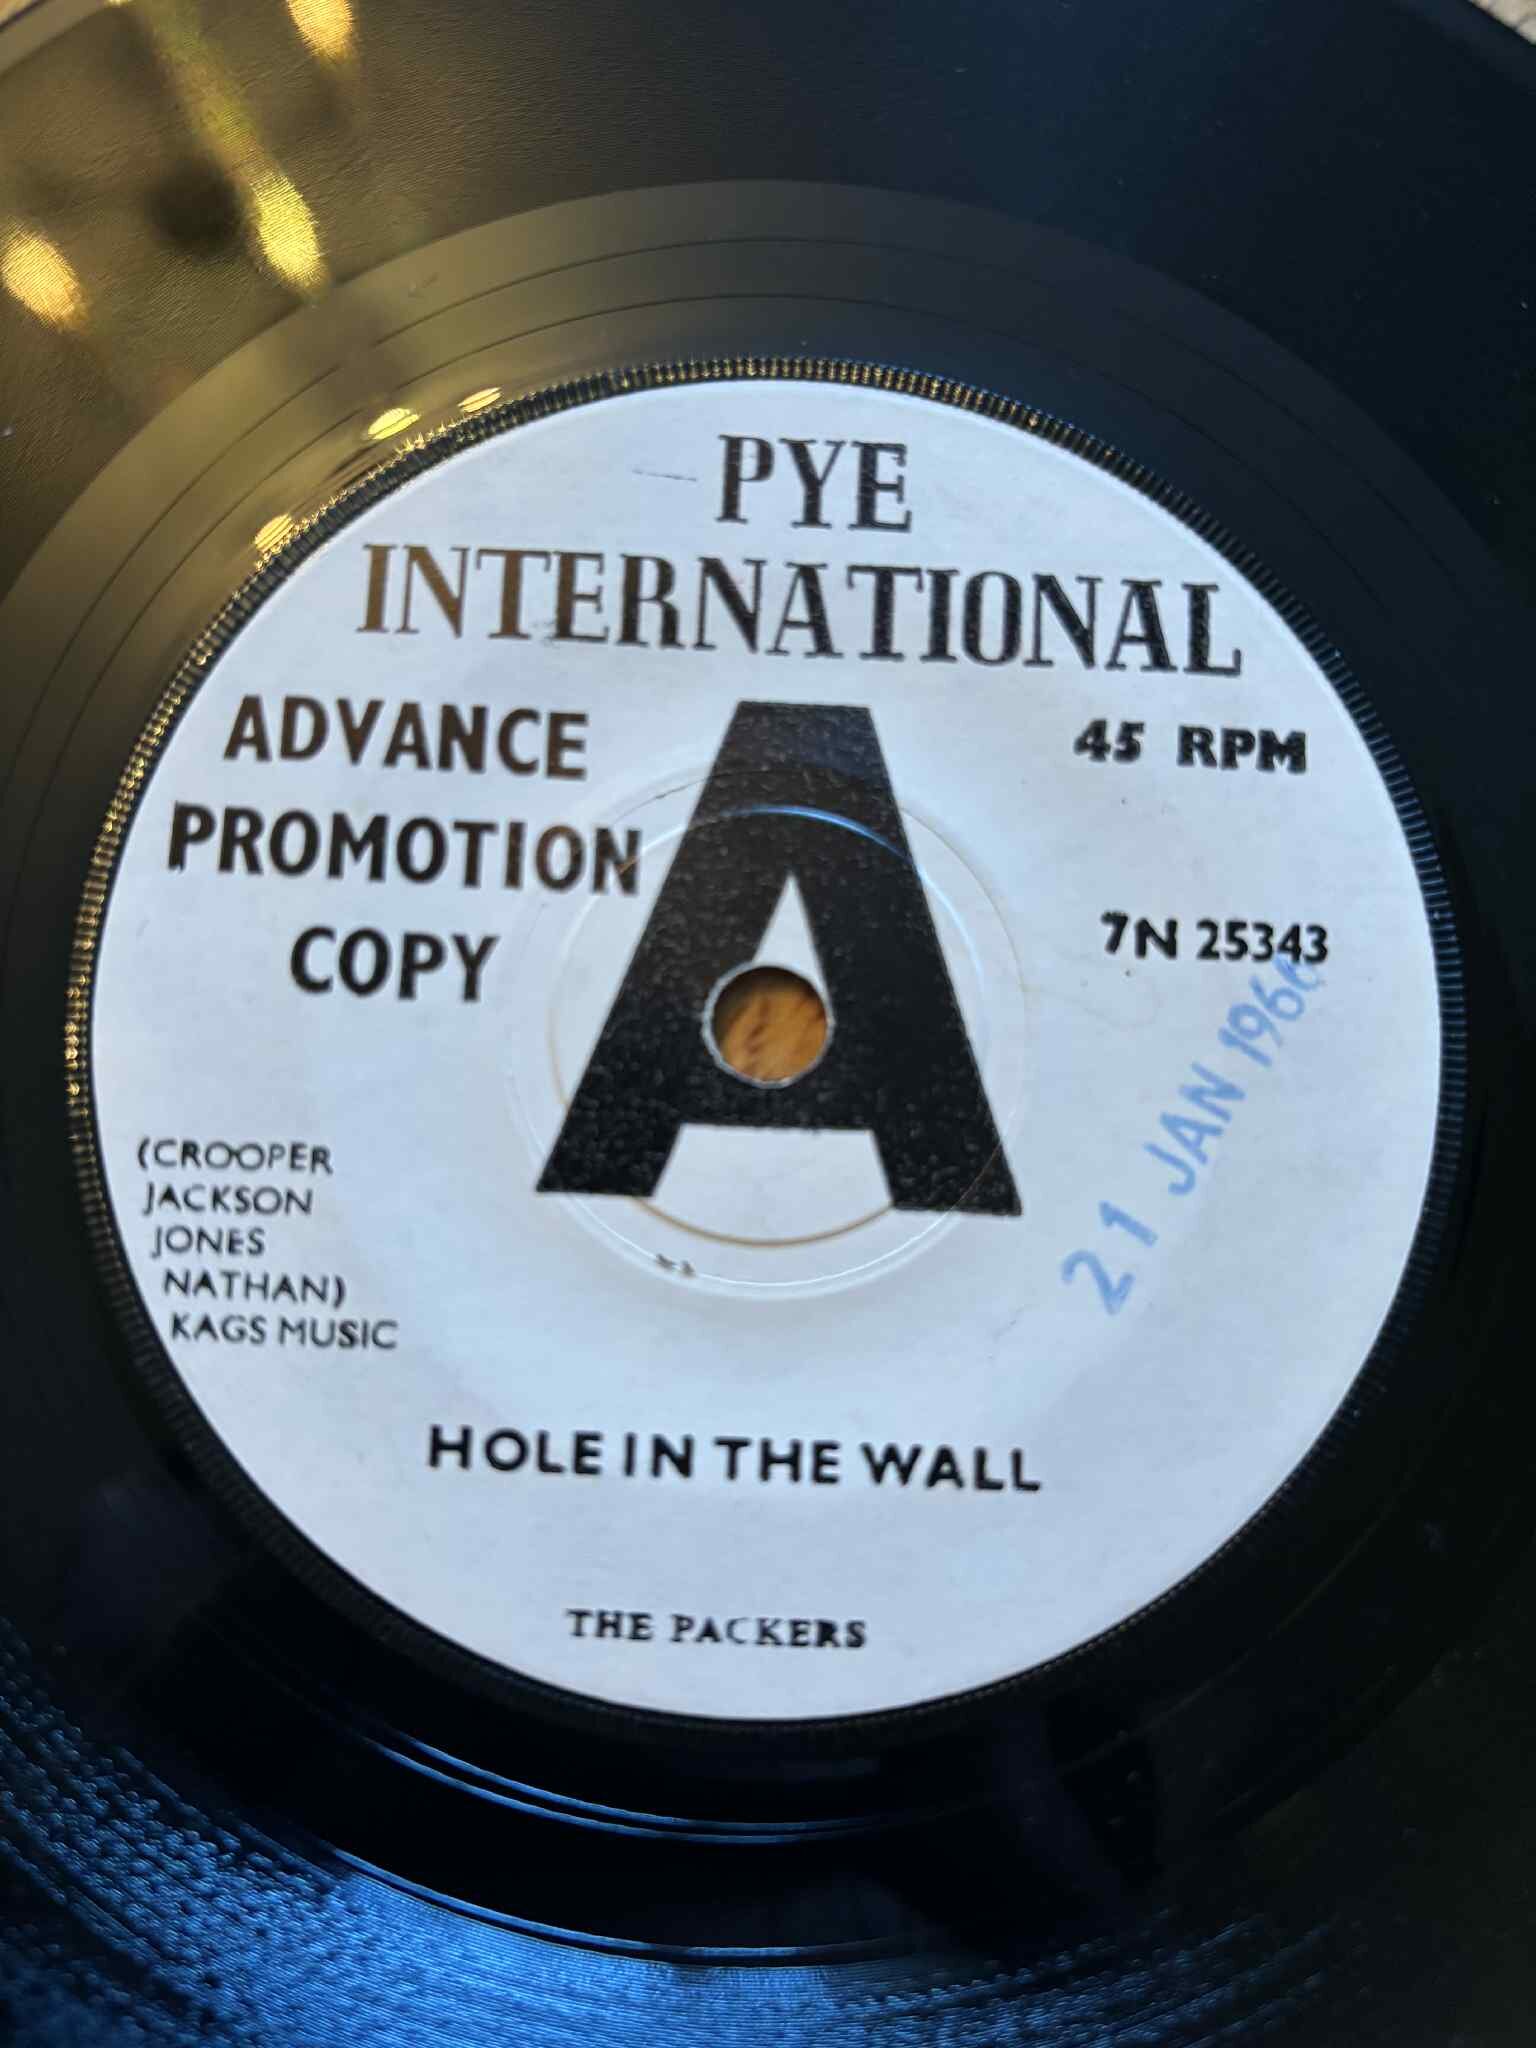 PYE
INTERNATIONAL
ADVANCE
PROMOTION
COPY
A
45 RPM
7N 25343
21 JAN 1966
(CROOPER
JACKSON
JONES
NATHAN)
KAGS MUSIC
HOLE IN THE WALL
THE PACKERS